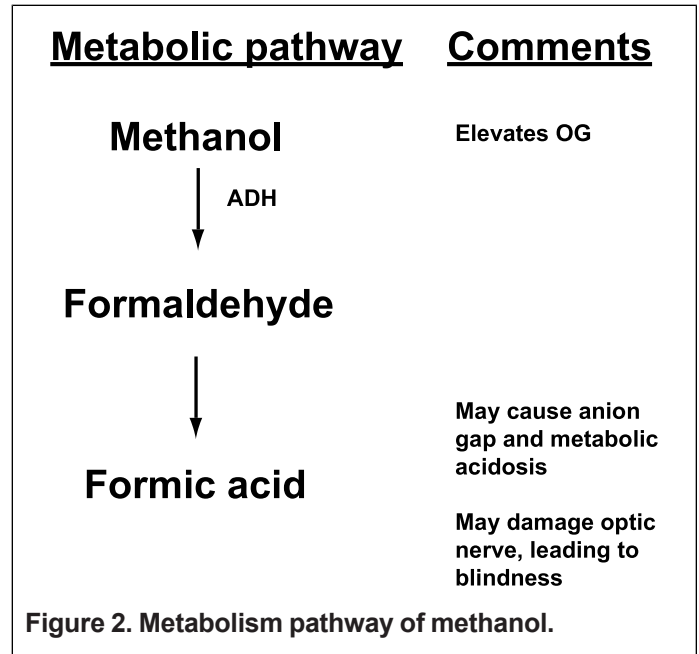 Metabolic pathway Comments
Methanol Elevates OG
ADH
Formaldehyde
May cause anion
gap and metabolic
acidosis
Formic acid
May damage optic
nerve, leading to
blindness
Figure 2. Metabolism pathway of methanol.